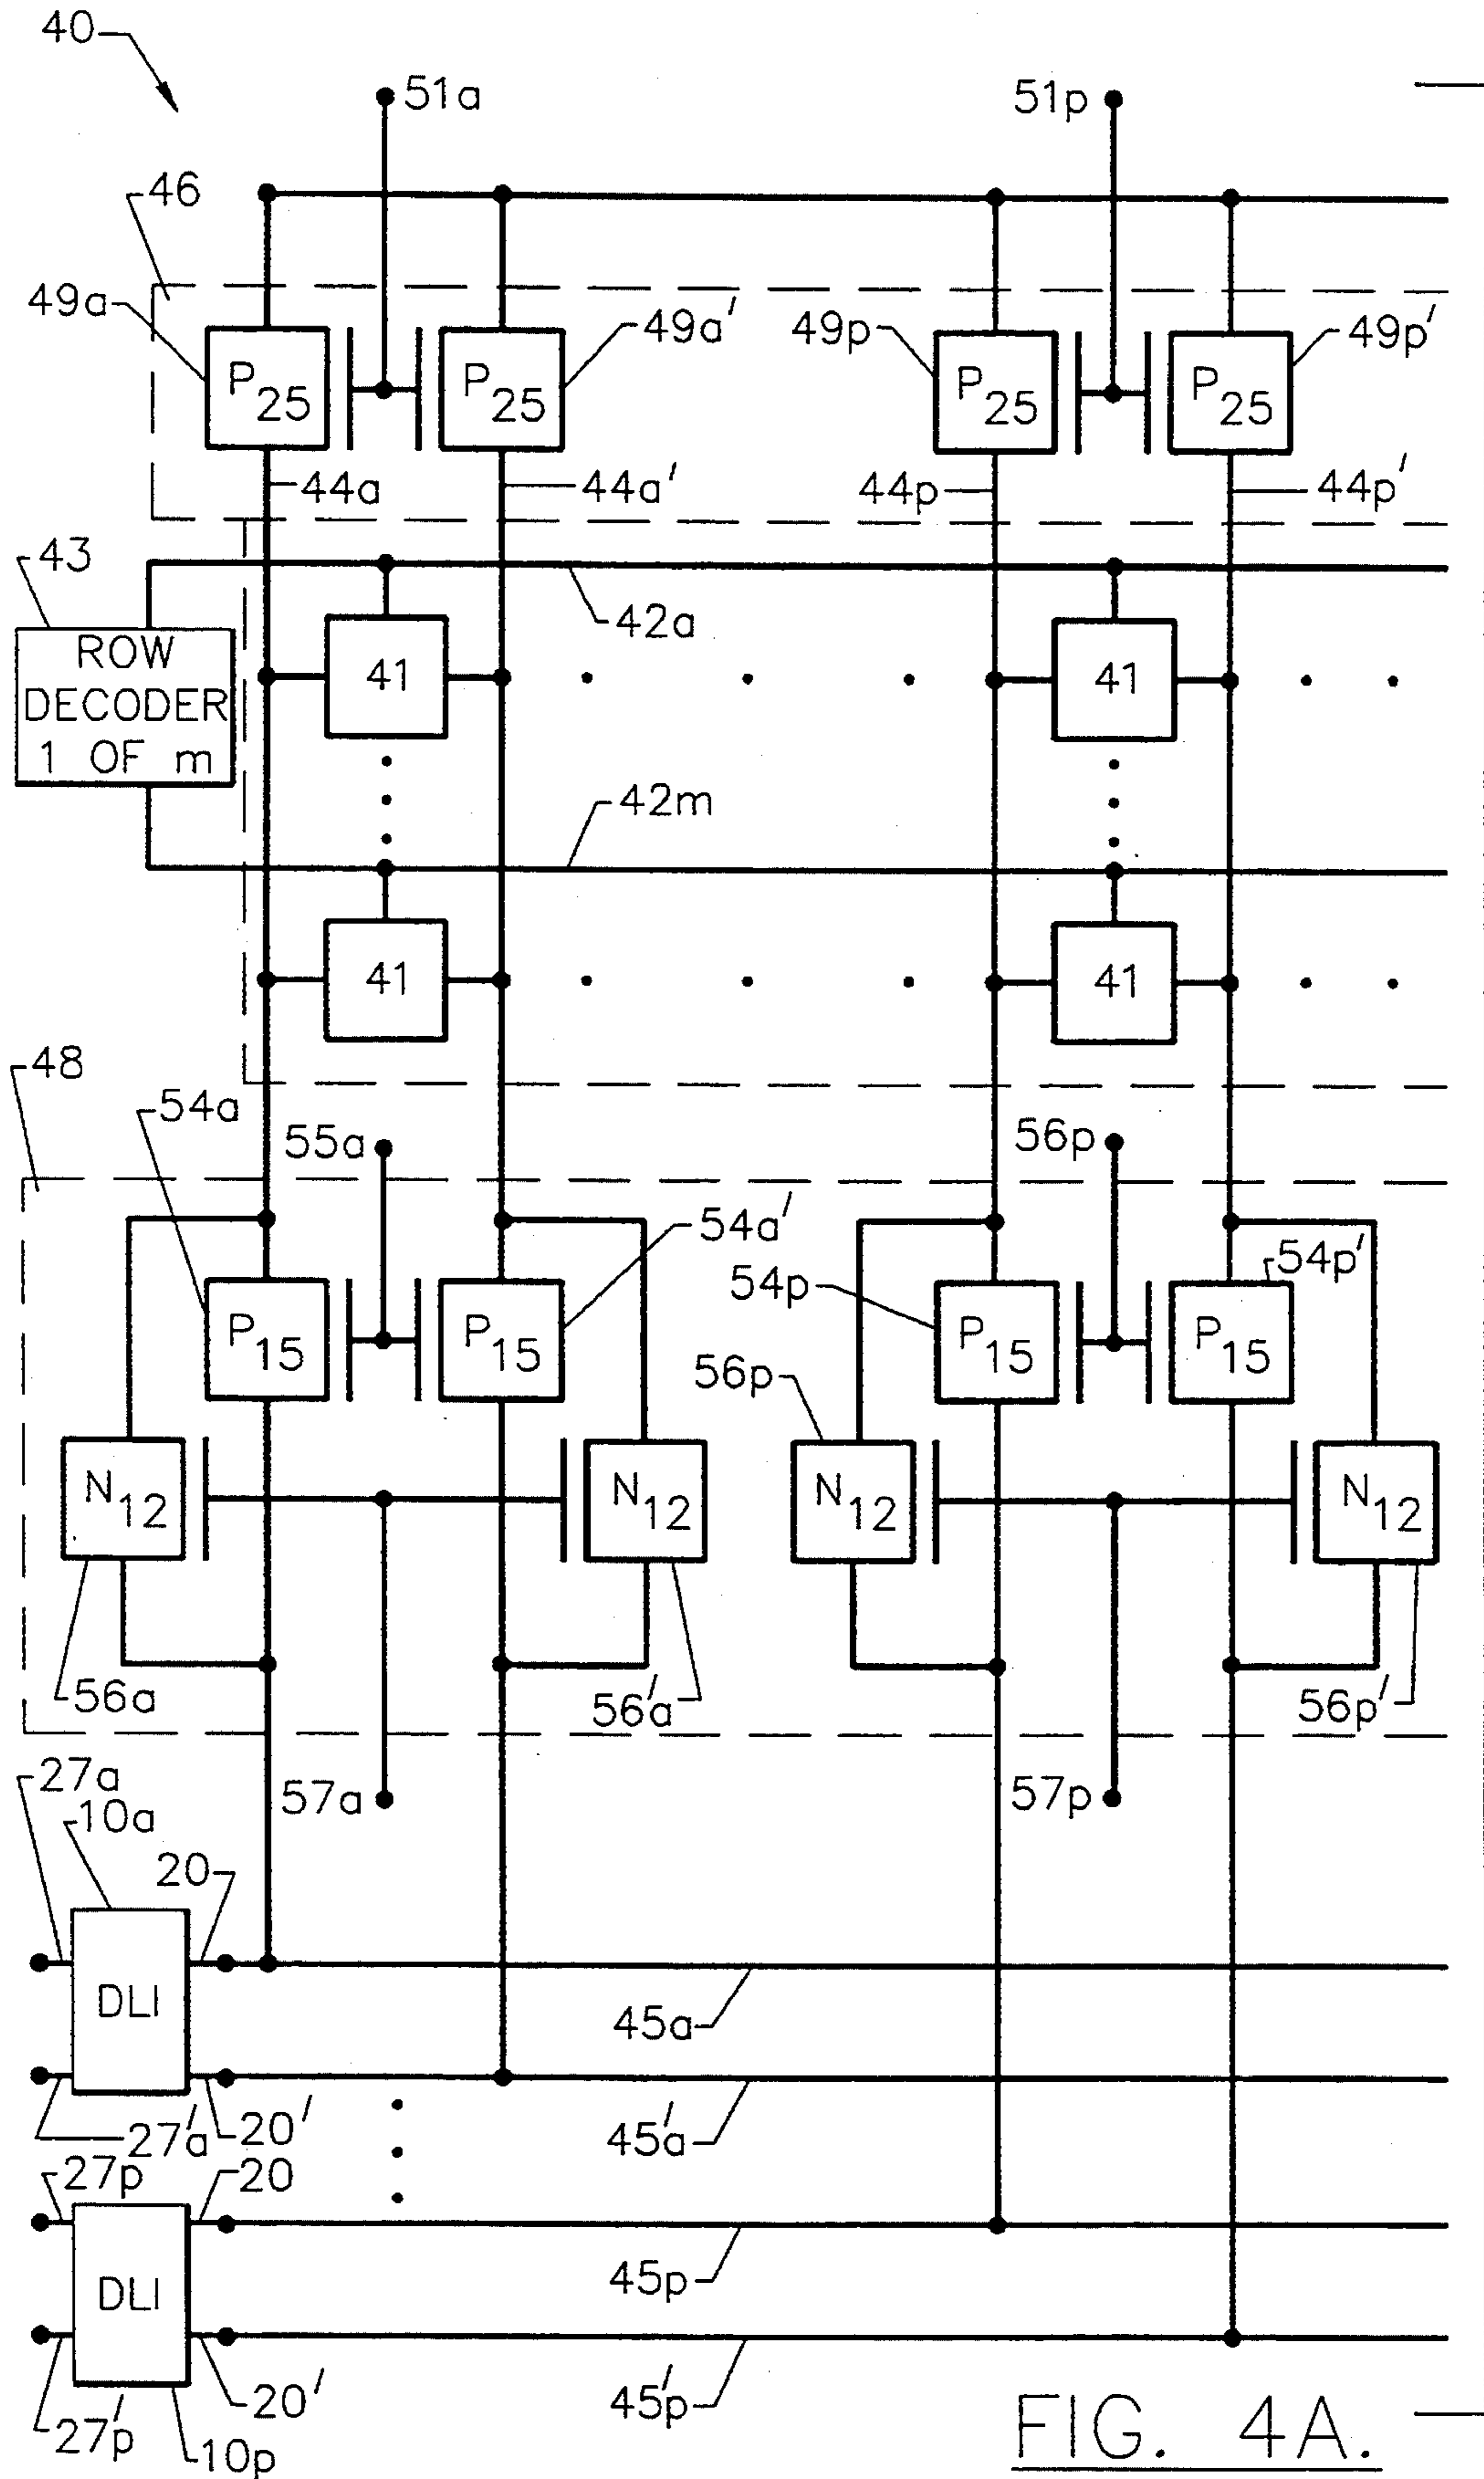 40
51a 51p
46
49a 49a' 49p 49p'
P25 P25 P25 P25
44a 44a' 44p 44p'
43
42a
ROW
DECODER
1 OF m
41 41
42m
41 41
48
54a 55a 56p
54a' 54p 54p'
P15 P15 P15 P15
56p
N12 N12 N12 N12
56a 56'a 56p'
27a 57a 57p
10a
20
DLI
45a
27'a 20' 45'a
27p 20
DLI
45p
20' 45'p
27'p 10p
FIG. 4A.